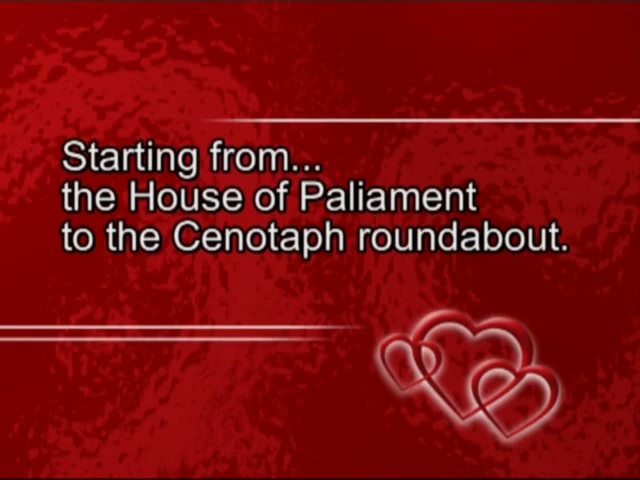 Starting from...
the House of Paliament
to the Cenotaph roundabout.